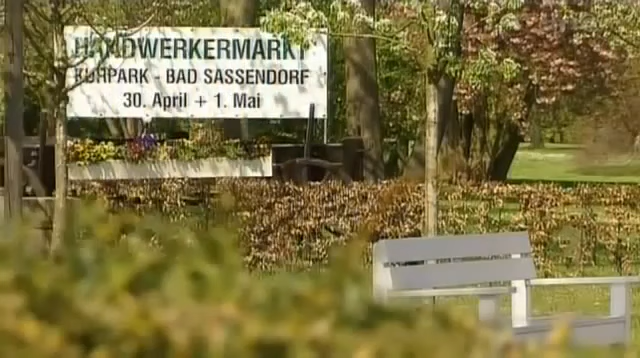 HANDWERKERMARKT
KURPARK - BAD SASSENDORF
30. April + 1. Mai